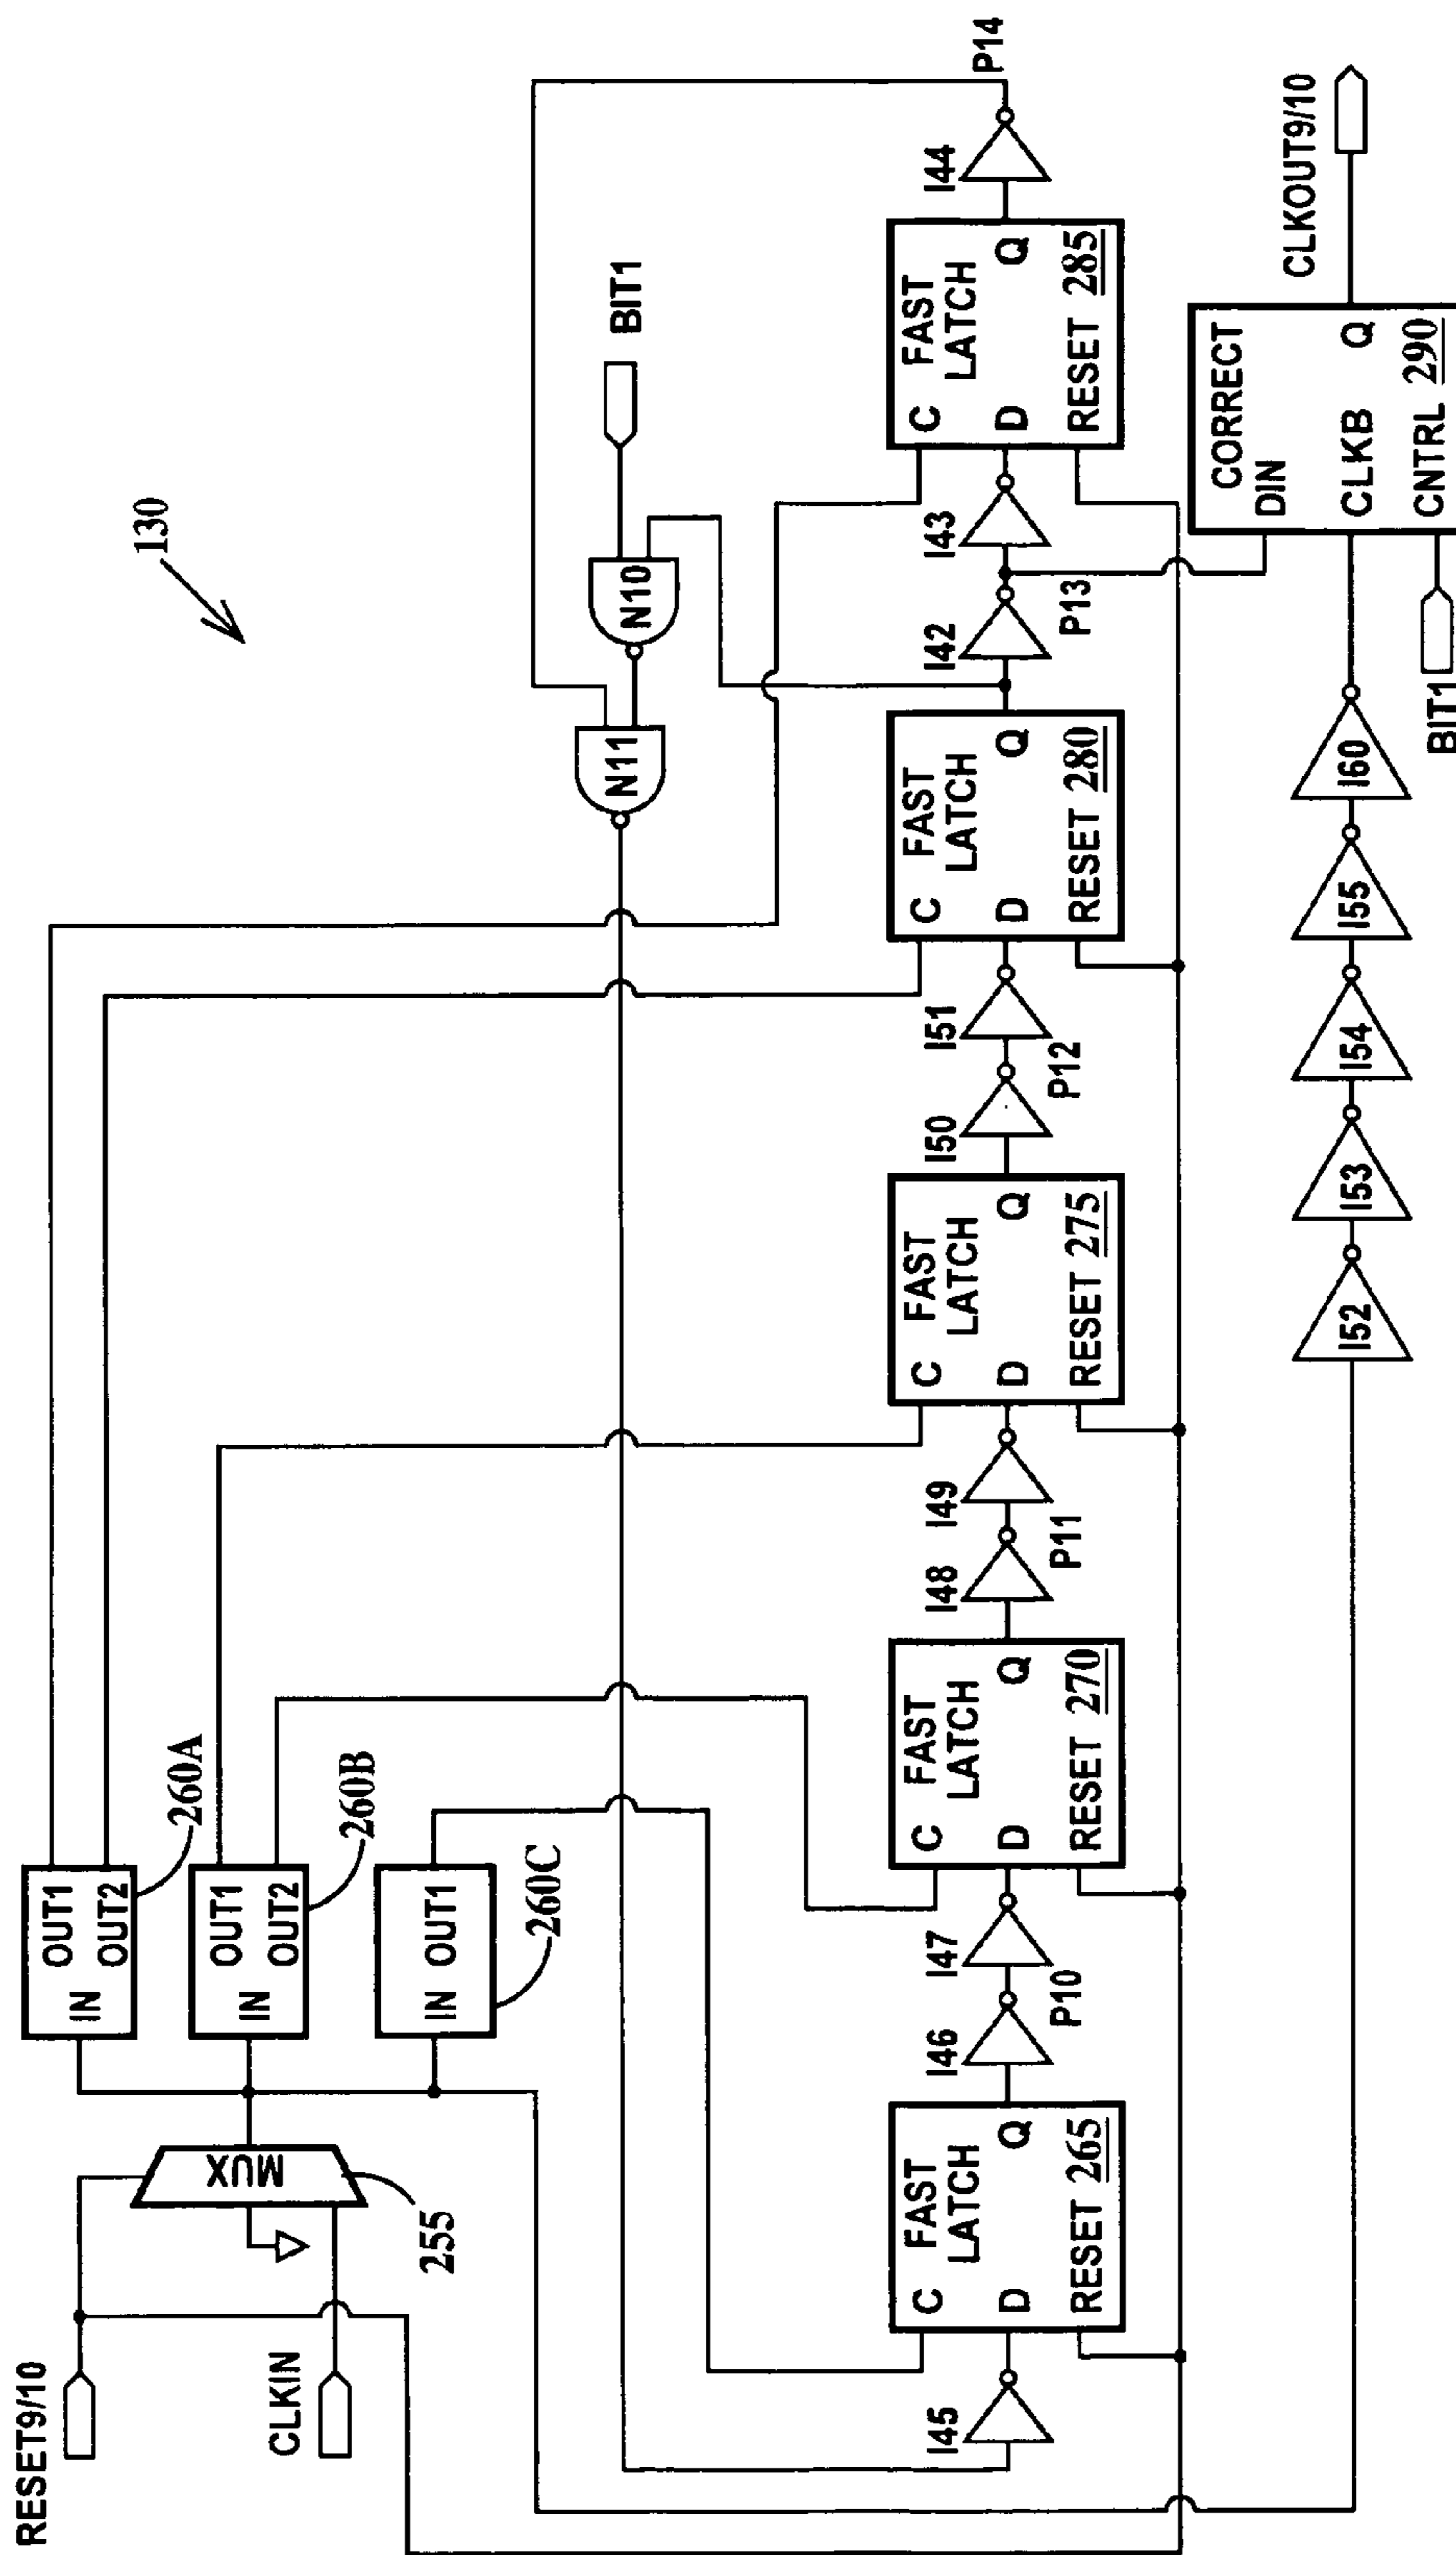 130
RESET9/10
CLKIN
MUX
255
IN
OUT1
OUT2
260A
IN
OUT1
OUT2
260B
IN OUT1
260C
N11
N10
BIT1
P14
I45
FAST
LATCH
C
D
Q
RESET 265
I46
P10
I47
FAST
LATCH
C
D
Q
RESET 270
I48
P11
I49
FAST
LATCH
C
D
Q
RESET 275
I50
P12
I51
FAST
LATCH
C
D
Q
RESET 280
I42
P13
I43
FAST
LATCH
C
D
Q
RESET 285
I44
I52
I53
I54
I55
I60
BIT1
CORRECT
DIN
CLKB
Q
CNTRL 290
CLKOUT9/10